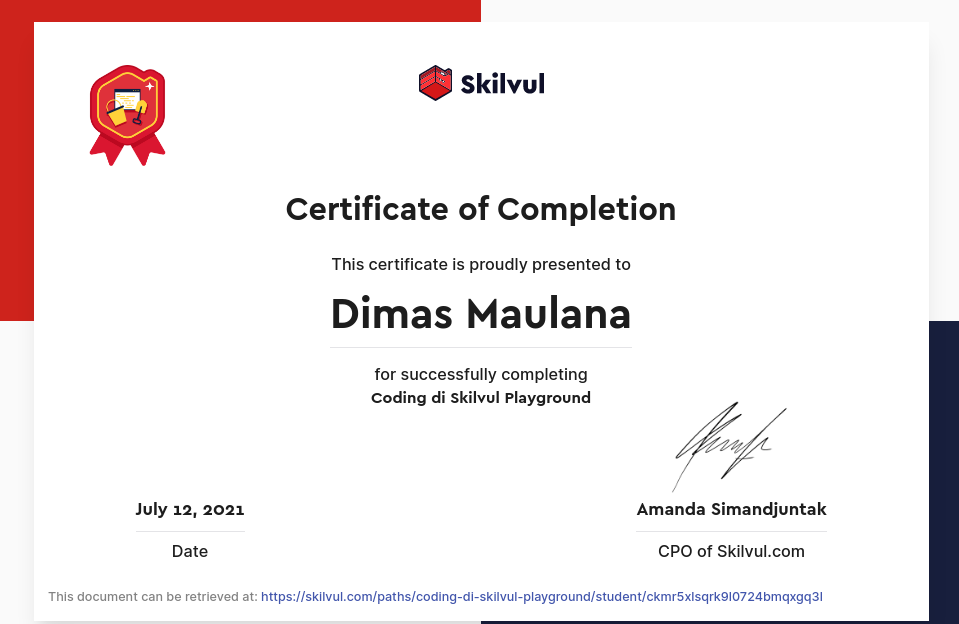 Skilvul
Certificate of Completion
This certificate is proudly presented to
Dimas Maulana
for successfully completing
Coding di Skilvul Playground
July 12, 2021
Amanda Simandjuntak
Date
CPO of Skilvul.com
This document can be retrieved at: https://skilvul.com/paths/coding-di-skilvul-playground/student/ckmr5xlsqrk9l0724bmqxgq3l